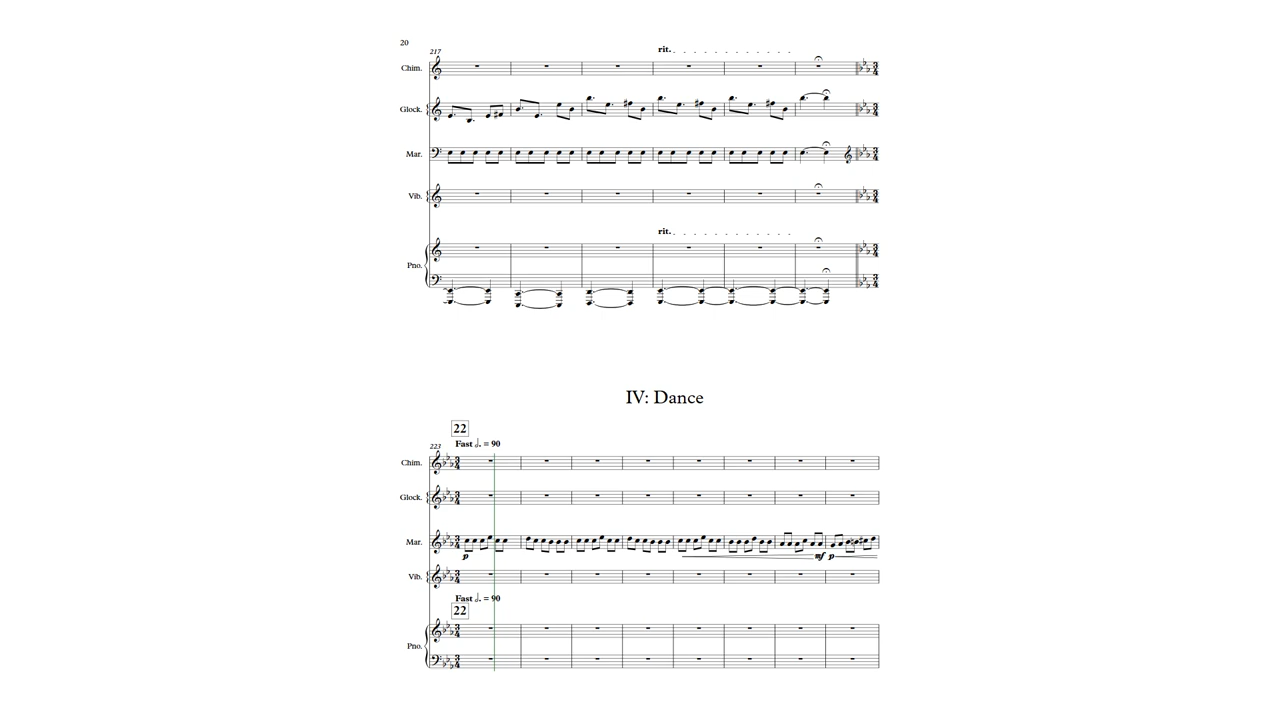 20
217
rit.
Chim.
Glock.
Mar.
Vib.
rit.
Pno.
IV: Dance
22
Fast 𝅗𝅥. = 90
223
Chim.
Glock.
Mar.
p mf p
Vib.
Fast 𝅗𝅥. = 90
22
Pno.